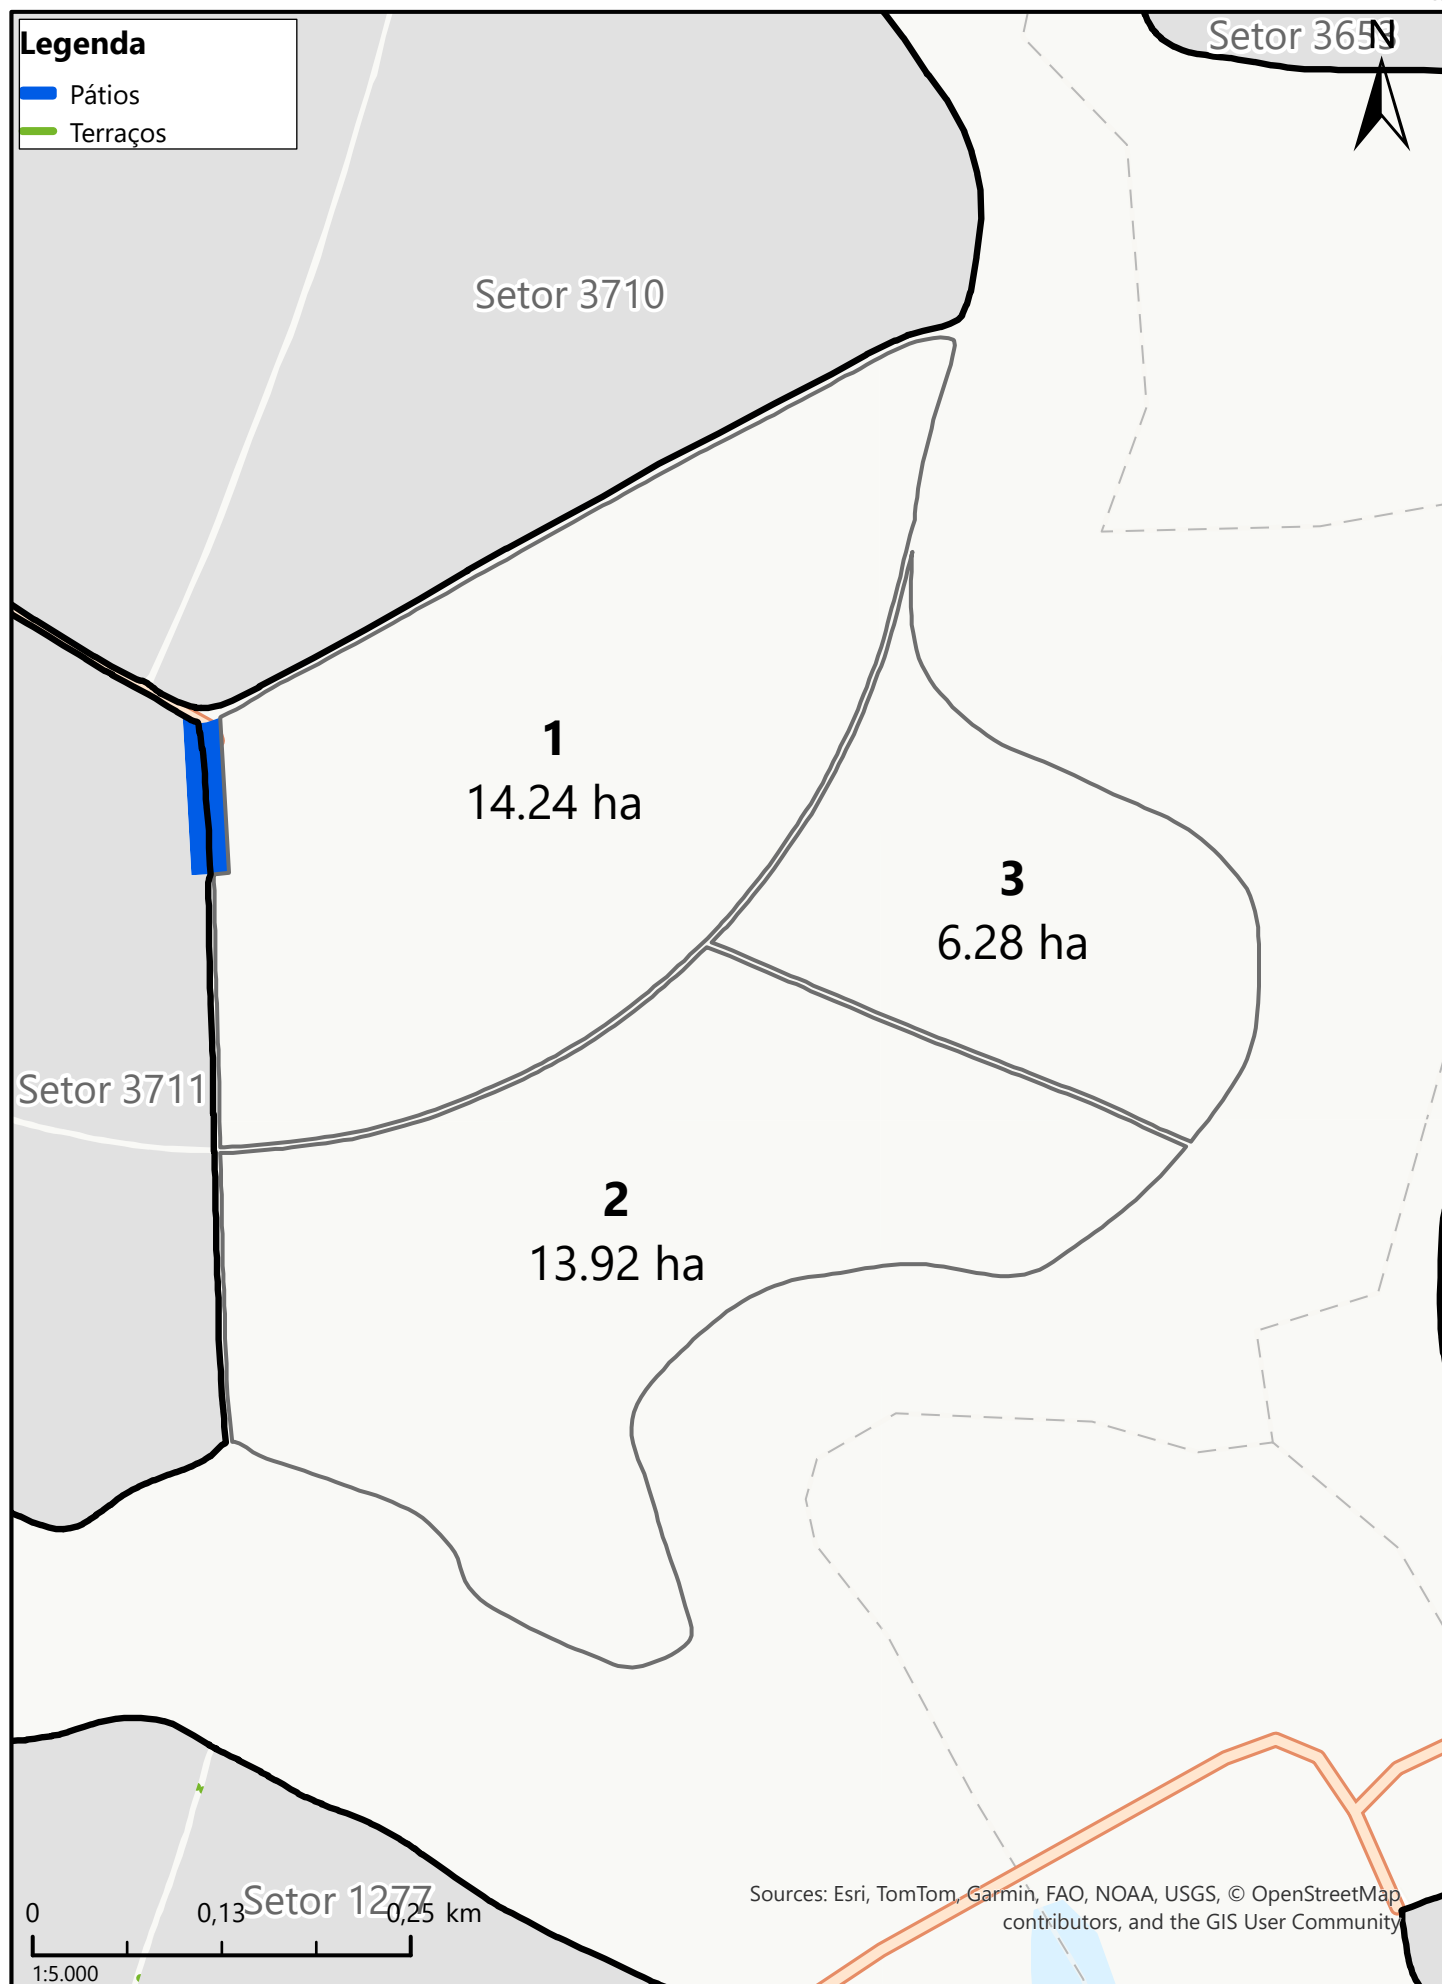 Legenda
Pátios
Terraços
Setor 3653
N
Setor 3710
1
14.24 ha
3
6.28 ha
Setor 3711
2
13.92 ha
Setor 1277
0 0,13 0,25 km
1:5.000
Sources: Esri, TomTom, Garmin, FAO, NOAA, USGS, © OpenStreetMap
contributors, and the GIS User Community